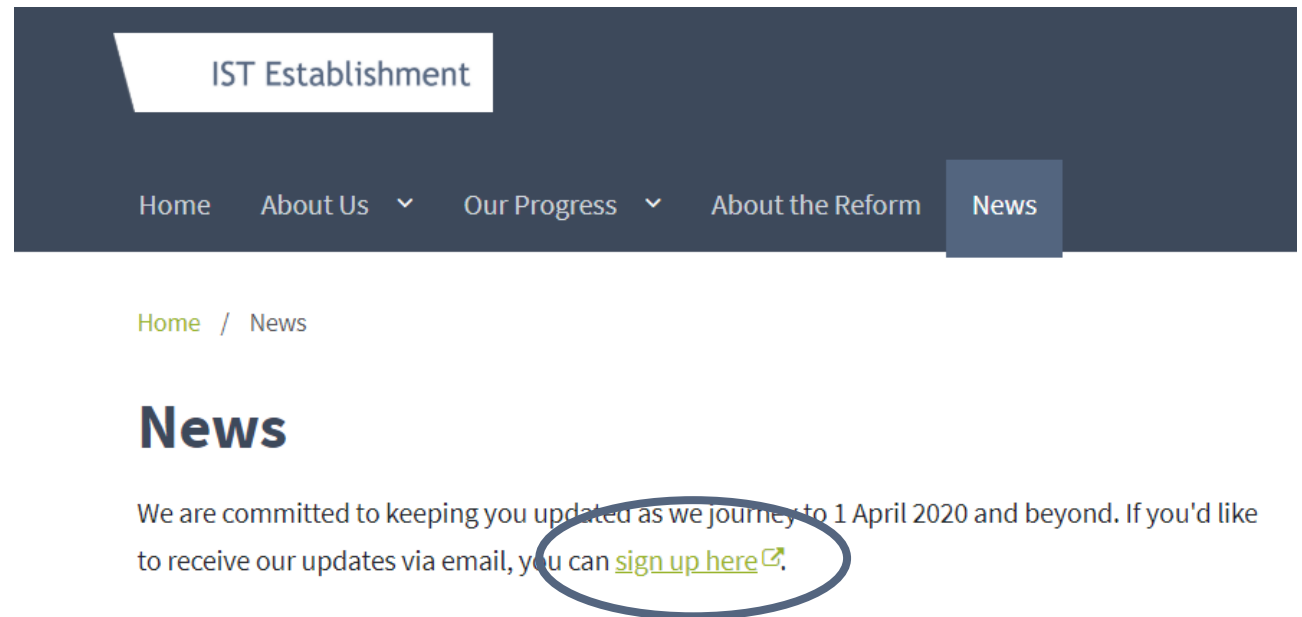 IST Establishment
Home About Us Our Progress About the Reform News
Home / News
News
We are committed to keeping you updated as we journey to 1 April 2020 and beyond. If you'd like
to receive our updates via email, you can sign up here.